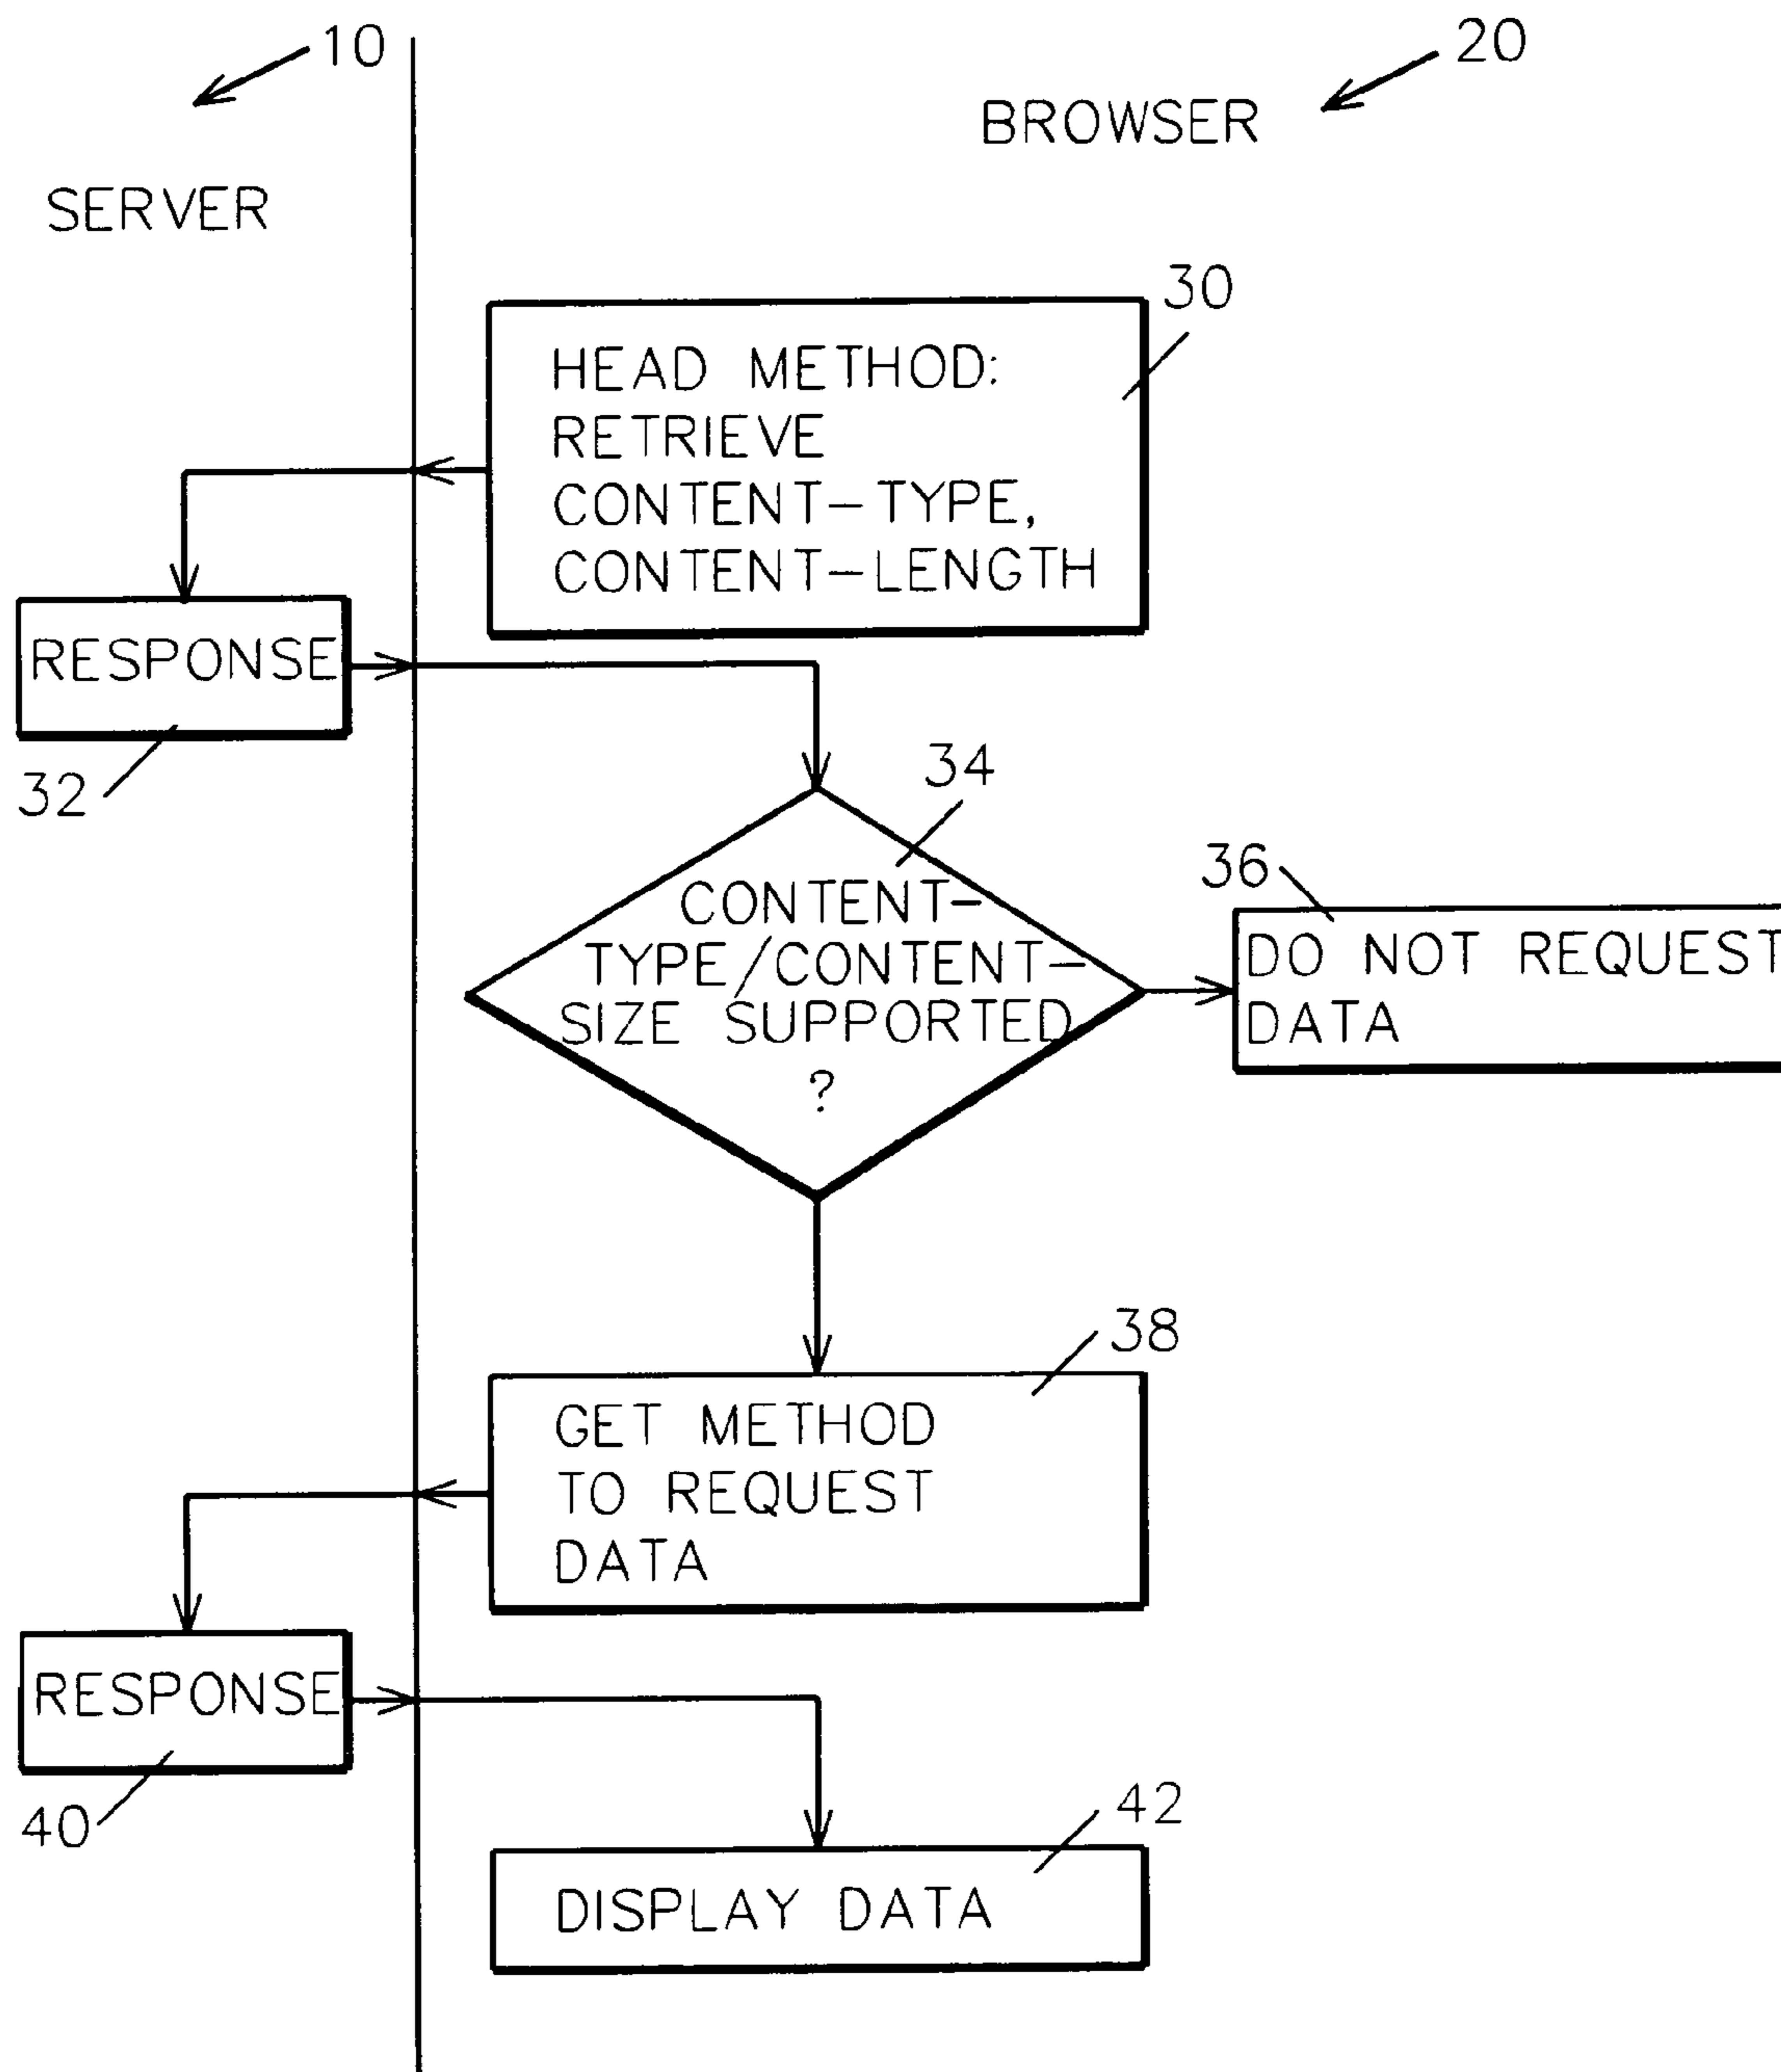 10
20
BROWSER
SERVER
30
HEAD METHOD:
RETRIEVE
CONTENT-TYPE,
CONTENT-LENGTH
RESPONSE
32
34
CONTENT-
TYPE/CONTENT-
SIZE SUPPORTED
?
36
DO NOT REQUEST
DATA
38
GET METHOD
TO REQUEST
DATA
RESPONSE
40
42
DISPLAY DATA